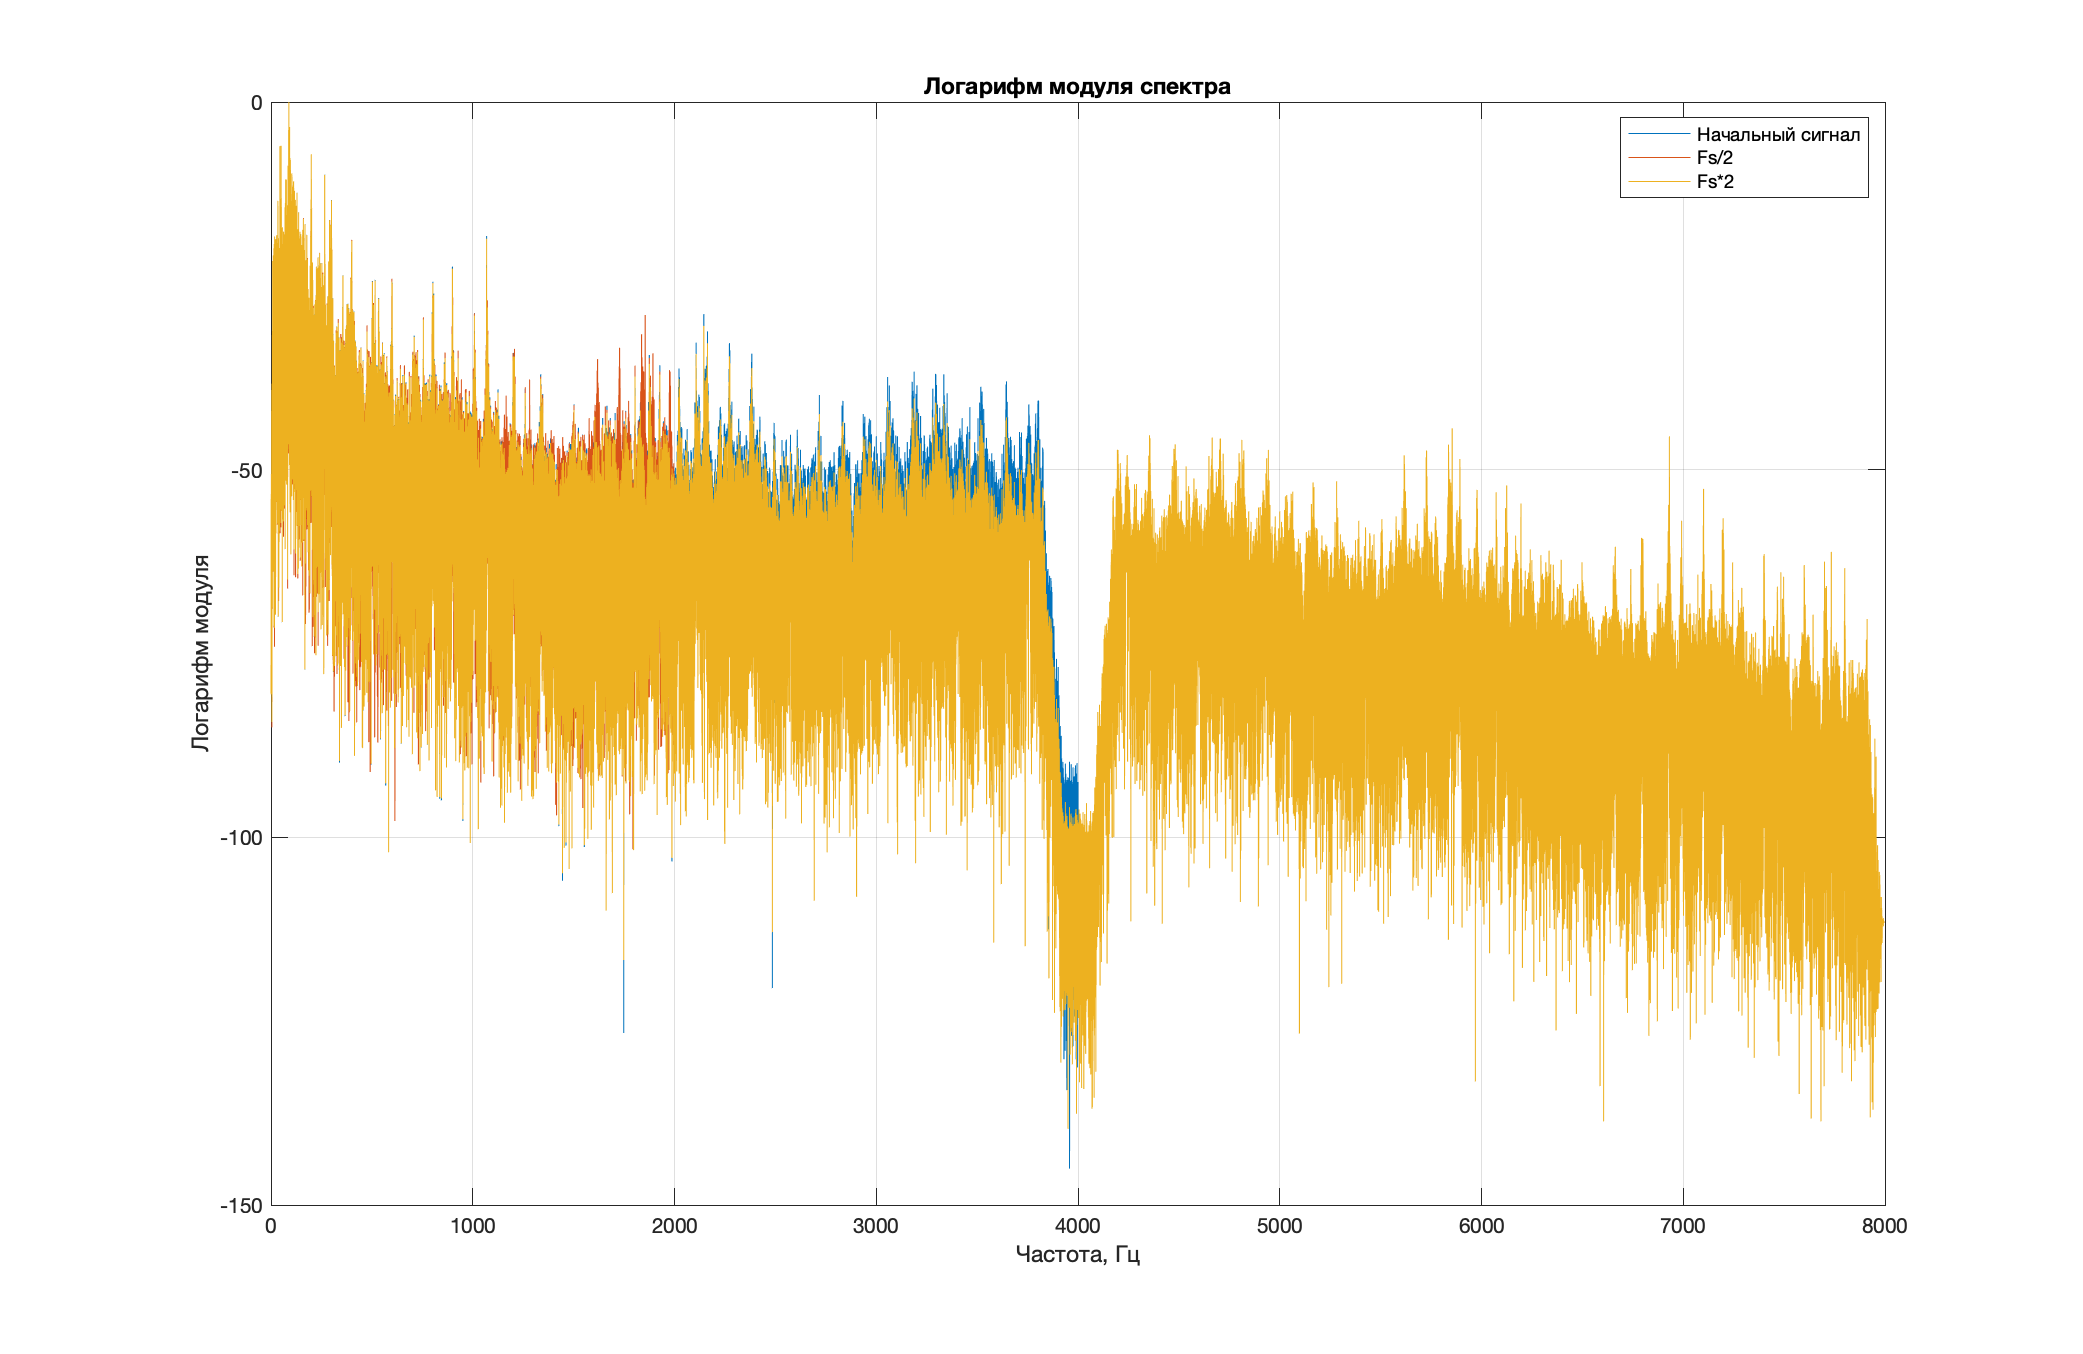 Логарифм модуля спектра
Начальный сигнал
Fs/2
Fs*2
Логарифм модуля
0
-50
-100
-150
0 1000 2000 3000 4000 5000 6000 7000 8000
Частота, Гц